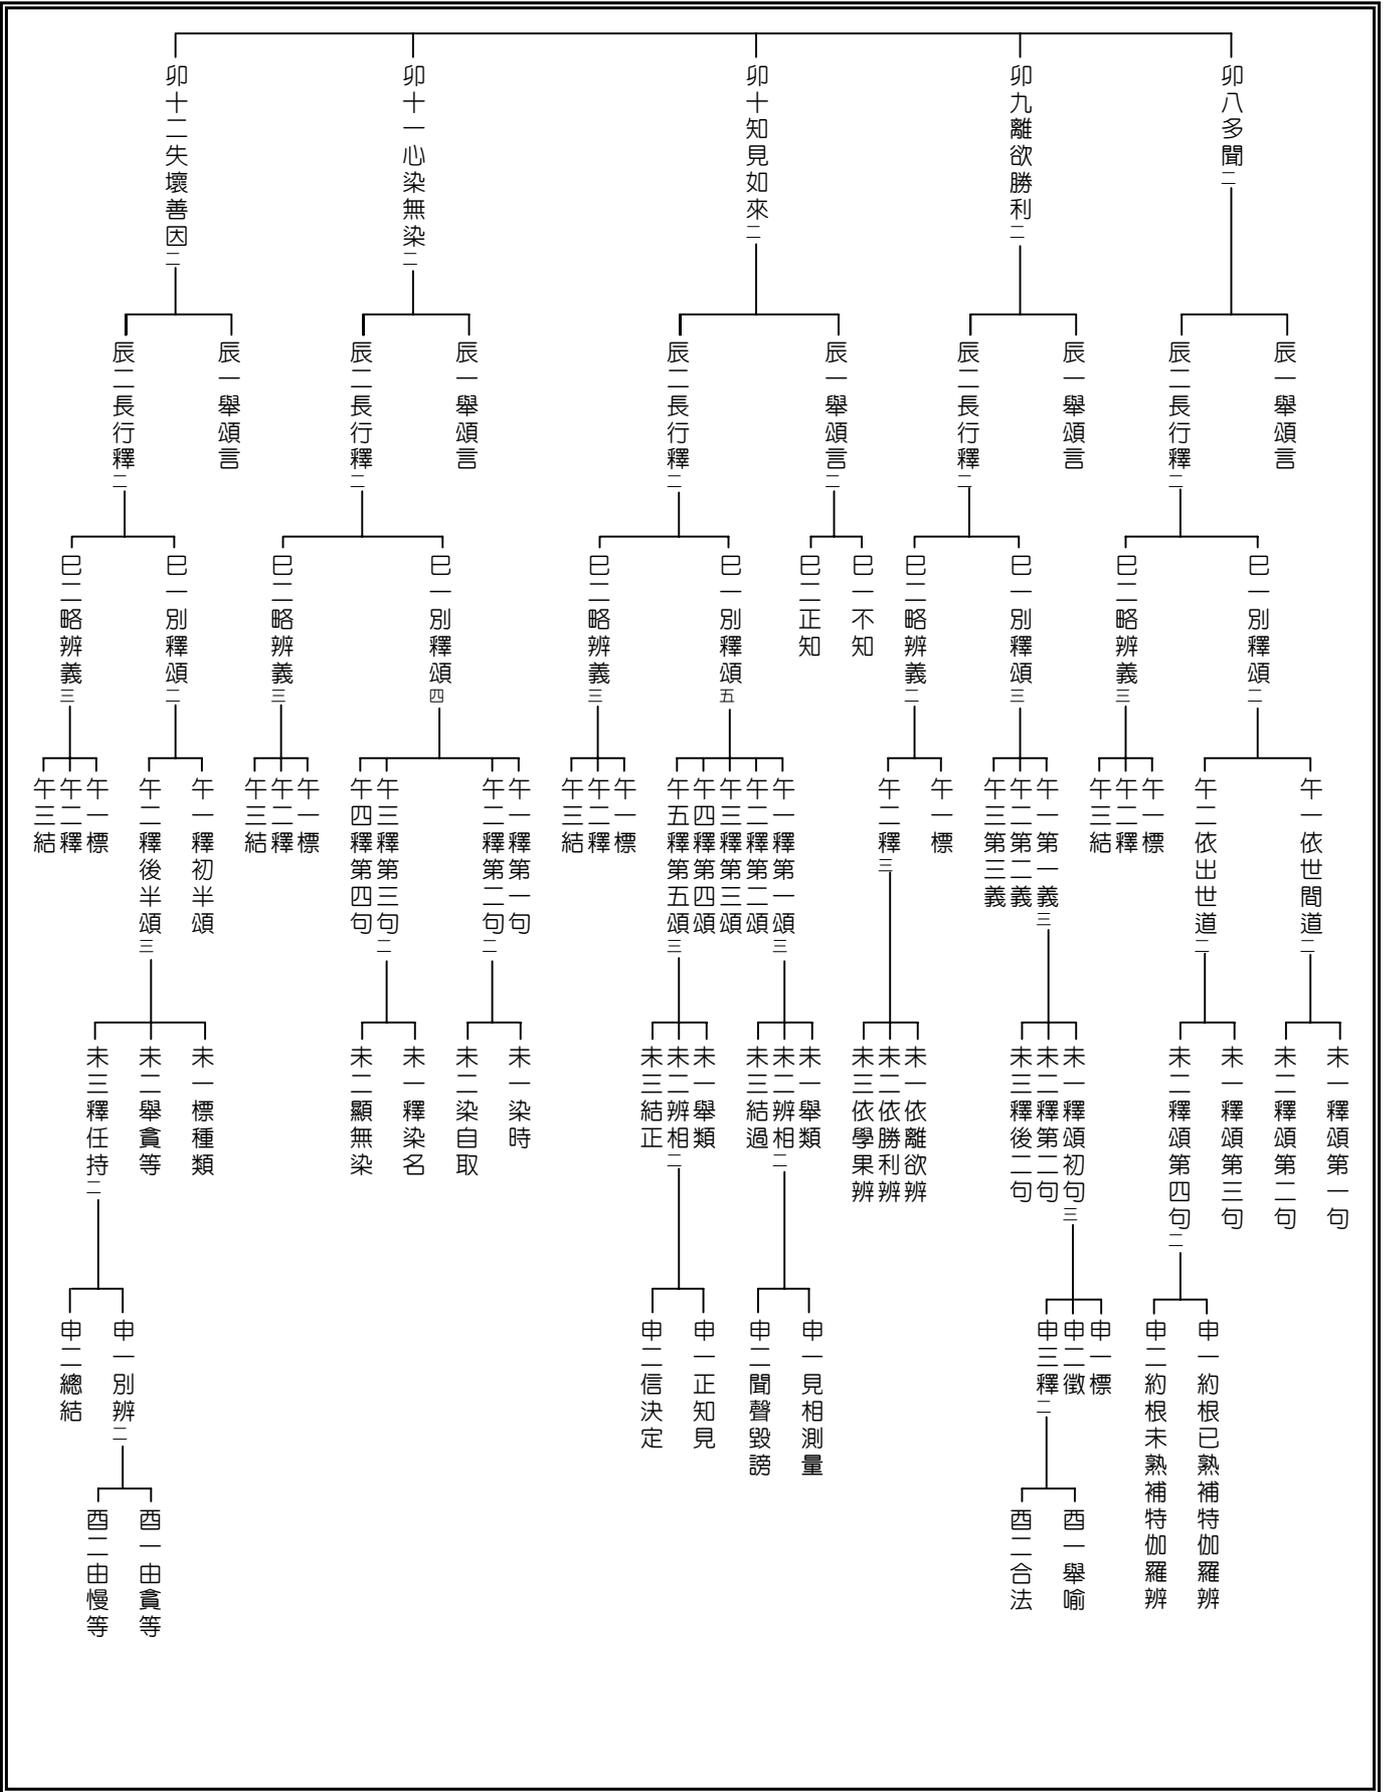 卯八多聞二
卯九離欲勝利二
卯十知見如來二
卯十一心染無染二
卯十二失壞善因二
辰一舉頌言
辰二長行釋二
辰一舉頌言
辰二長行釋二
辰一舉頌言二
辰二長行釋二
辰一舉頌言
辰二長行釋二
辰一舉頌言
辰二長行釋二
巳一別釋頌二
巳二略辨義三
巳一別釋頌三
巳二略辨義二
巳一不知
巳二正知
巳一別釋頌五
巳二略辨義三
巳一別釋頌四
巳二略辨義三
巳一別釋頌二
巳二略辨義三
午一依世間道二
午二依出世道二
午一標
午二釋
午三結
午一第一義三
午二第二義
午三第三義
午一標
午二釋三
午一釋第一頌三
午二釋第二頌
午三釋第三頌
午四釋第四頌
午五釋第五頌三
午一標
午二釋
午三結
午一釋第一句
午二釋第二句二
午三釋第三句二
午四釋第四句
午一標
午二釋
午三結
午一釋初半頌
午二釋後半頌三
午一標
午二釋
午三結
未一釋頌第一句
未二釋頌第二句
未一釋頌第三句
未二釋頌第四句二
未一釋頌初句三
未二釋第二句
未三釋後二句
未一依離欲辨
未二依勝利辨
未三依學果辨
未一舉類
未二辨相二
未三結過
未一舉類
未二辨相二
未三結正
未一染時
未二染自取
未一釋染名
未二顯無染
未一標種類
未二舉貪等
未三釋任持二
申一約根已熟補特伽羅辨
申二約根未熟補特伽羅辨
申一標
申二徵
申三釋二
申一見相測量
申二聞聲毀謗
申一正知見
申二信決定
申一別辨二
申二總結
酉一舉喻
酉二合法
酉一由貪等
酉二由慢等